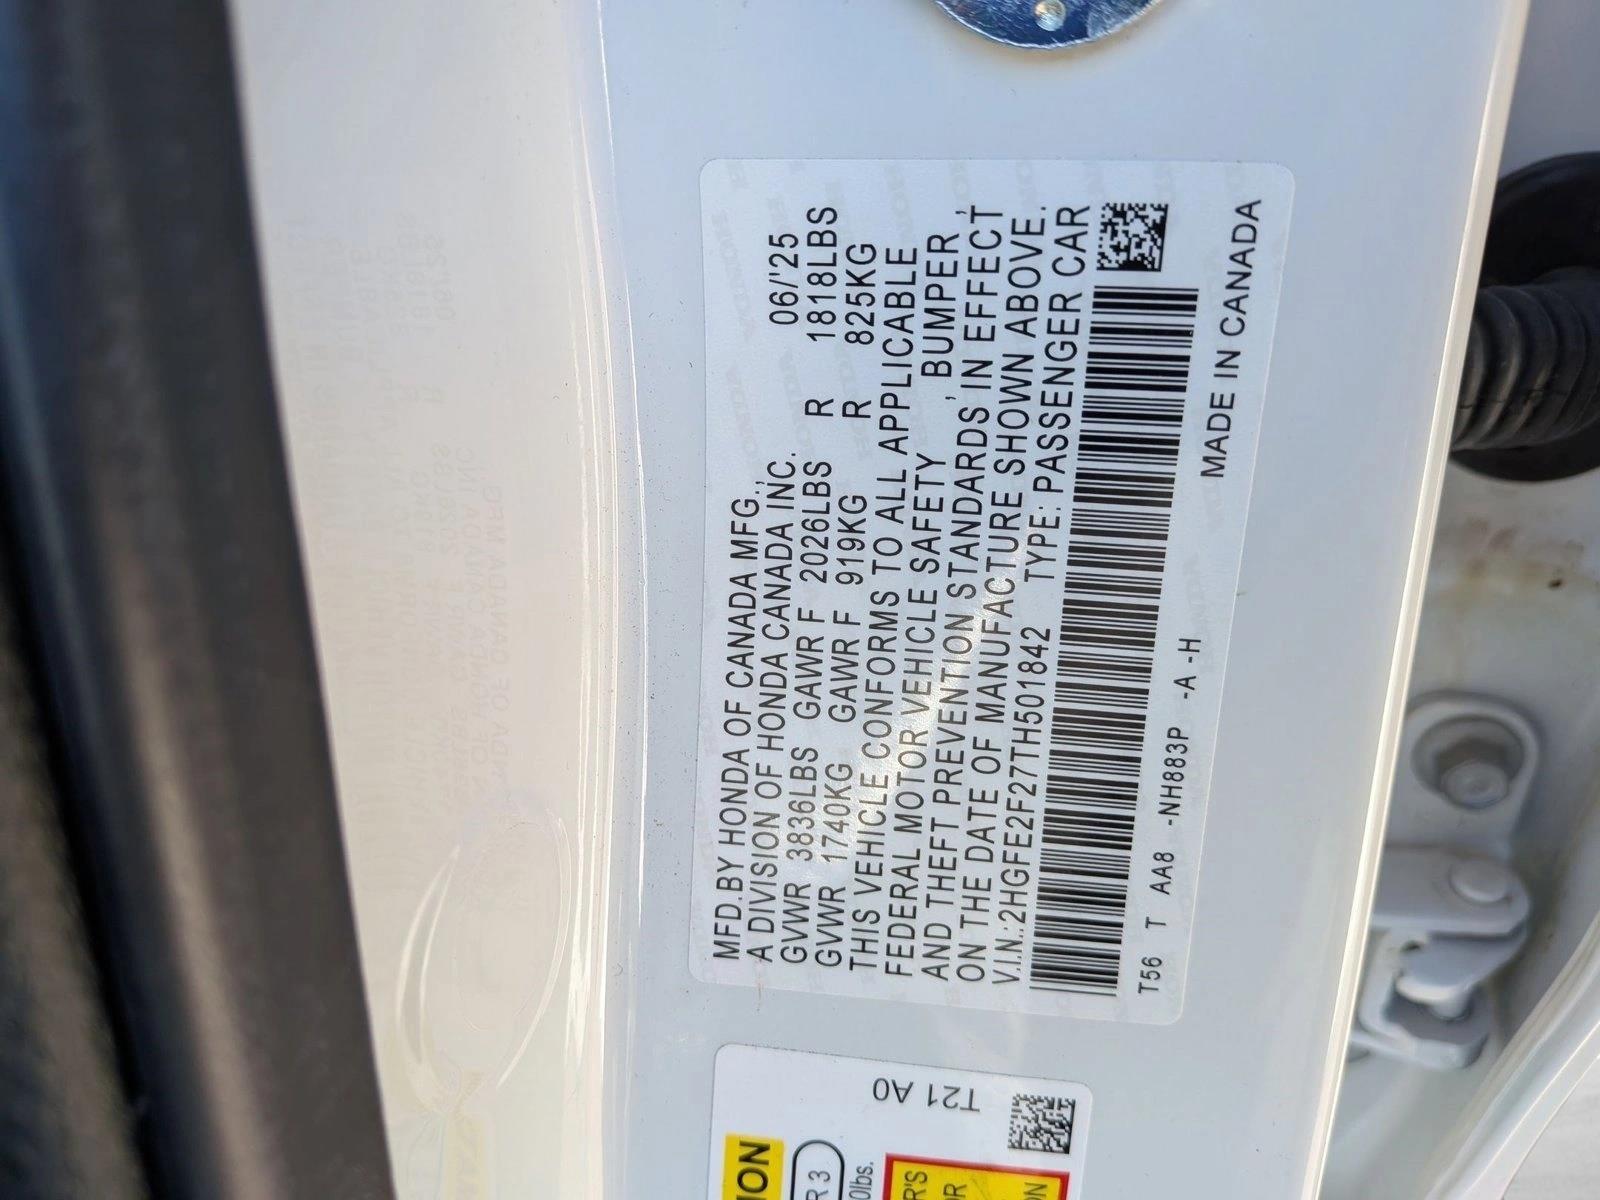 MFD.BY HONDA OF CANADA MFG.,
A DIVISION OF HONDA CANADA INC. 06/'25
GVWR 3836LBS GAWR F 2026LBS R 1818LBS
GVWR 1740KG GAWR F 919KG R 825KG
THIS VEHICLE CONFORMS TO ALL APPLICABLE
FEDERAL MOTOR VEHICLE SAFETY, BUMPER,
AND THEFT PREVENTION STANDARDS IN EFFECT
ON THE DATE OF MANUFACTURE SHOWN ABOVE.
V.I.N.:2HGFE2F27TH501842 TYPE: PASSENGER CAR
T56 T AA8 -NH883P -A -H
MADE IN CANADA
T21 A0